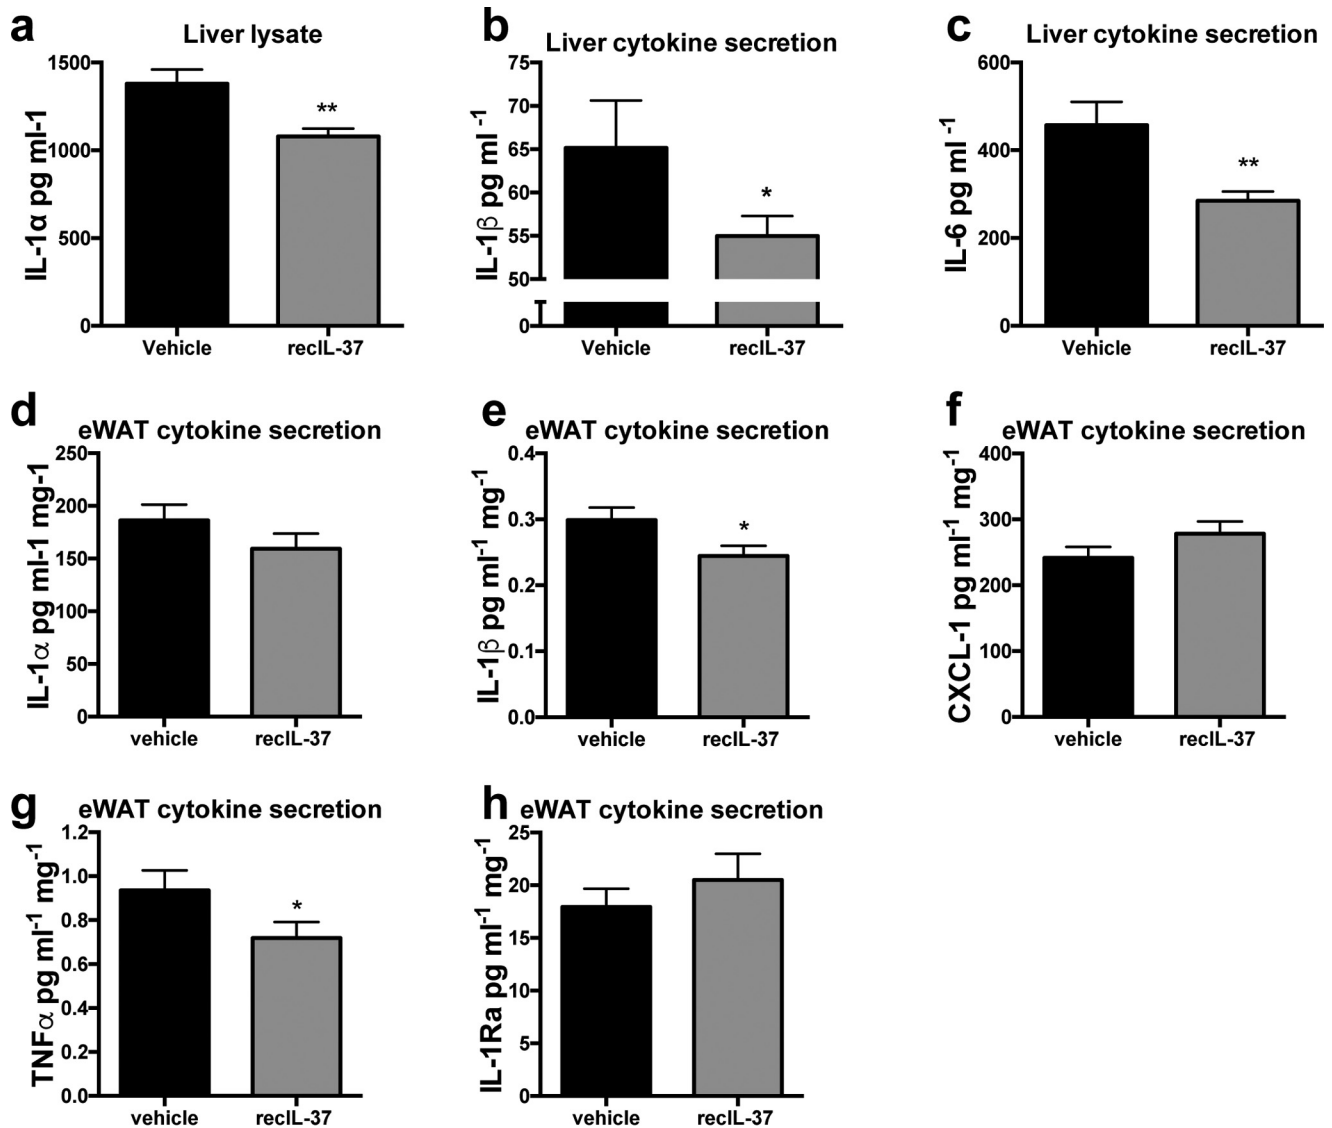 a
Liver lysate
IL-1α pg ml-1
1500
1000
500
0
**
Vehicle
recIL-37
b
Liver cytokine secretion
IL-1β pg ml⁻¹
75
70
65
60
55
50
0
*
Vehicle
recIL-37
c
Liver cytokine secretion
IL-6 pg ml⁻¹
600
400
200
0
**
Vehicle
recIL-37
d
eWAT cytokine secretion
IL-1α pg ml-1 mg-1
250
200
150
100
50
0
vehicle
recIL-37
e
eWAT cytokine secretion
IL-1β pg ml⁻¹ mg⁻¹
0.4
0.3
0.2
0.1
0.0
*
vehicle
recIL-37
f
eWAT cytokine secretion
CXCL-1 pg ml⁻¹ mg⁻¹
400
300
200
100
0
vehicle
recIL-37
g
eWAT cytokine secretion
TNFα pg ml⁻¹ mg⁻¹
1.2
1.0
0.8
0.6
0.4
0.2
0.0
*
vehicle
recIL-37
h
eWAT cytokine secretion
IL-1Ra pg ml⁻¹ mg⁻¹
25
20
15
10
5
0
vehicle
recIL-37